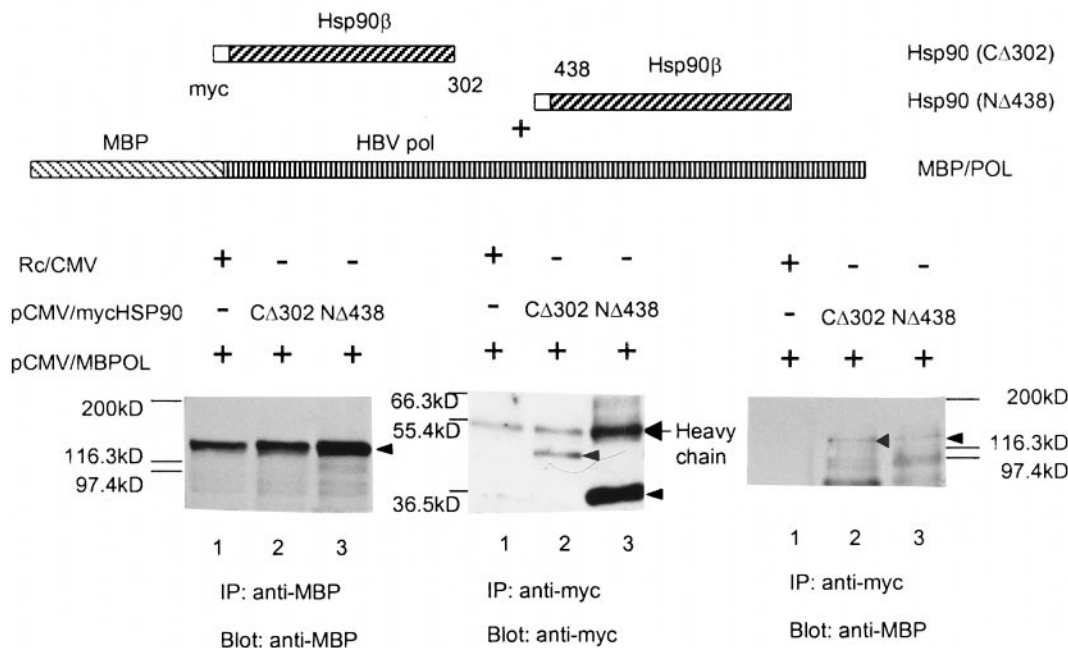 Hsp90β
myc
302
438
Hsp90β
+
Hsp90 (CΔ302)
Hsp90 (NΔ438)
MBP
HBV pol
MBP/POL
Rc/CMV + - - + - - + - -
pCMV/mycHSP90 - CΔ302 NΔ438 - CΔ302 NΔ438 - CΔ302 NΔ438
pCMV/MBPOL + + + + + + + + +
200kD
116.3kD
97.4kD
66.3kD
55.4kD
36.5kD
Heavy
chain
200kD
116.3kD
97.4kD
1 2 3
IP: anti-MBP
Blot: anti-MBP
1 2 3
IP: anti-myc
Blot: anti-myc
1 2 3
IP: anti-myc
Blot: anti-MBP